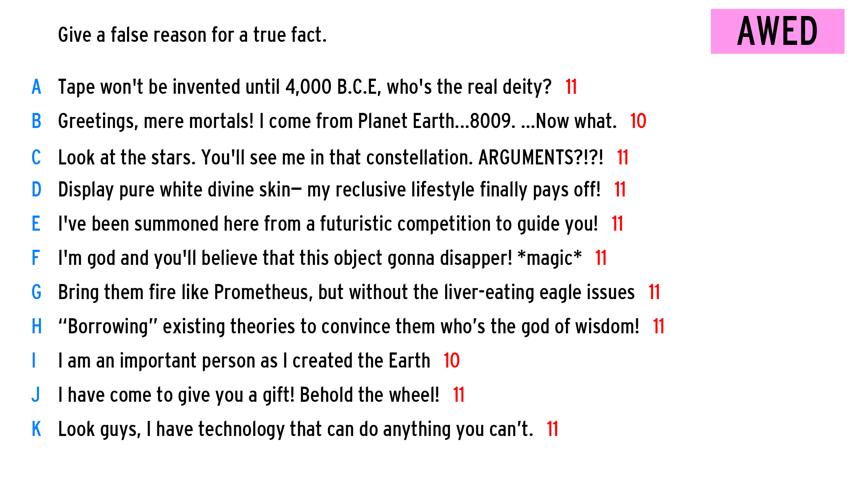 Give a false reason for a true fact.
AWED
A Tape won't be invented until 4,000 B.C.E, who's the real deity? 11
B Greetings, mere mortals! I come from Planet Earth...8009. ...Now what. 10
C Look at the stars. You'll see me in that constellation. ARGUMENTS?!?! 11
D Display pure white divine skin— my reclusive lifestyle finally pays off! 11
E I've been summoned here from a futuristic competition to guide you! 11
F I'm god and you'll believe that this object gonna disapper! *magic* 11
G Bring them fire like Prometheus, but without the liver-eating eagle issues 11
H “Borrowing” existing theories to convince them who’s the god of wisdom! 11
I I am an important person as I created the Earth 10
J I have come to give you a gift! Behold the wheel! 11
K Look guys, I have technology that can do anything you can’t. 11